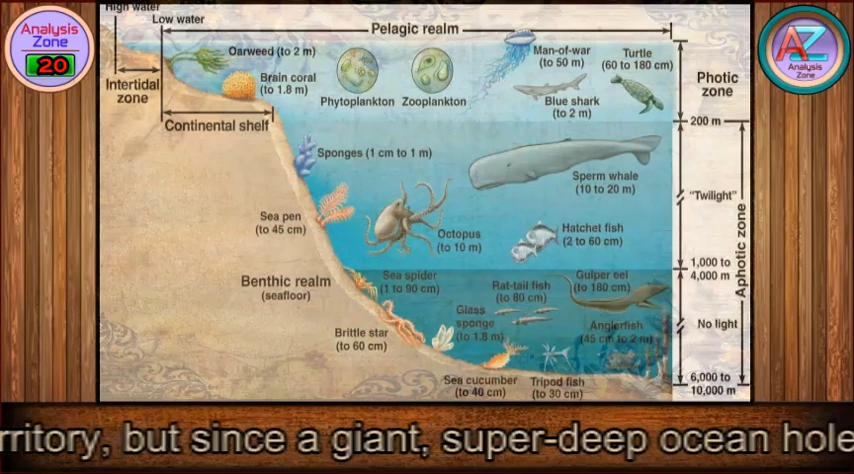 High water
Low water
Pelagic realm
Analysis
Zone
20
AZ
Analysis
Zone
Oarweed (to 2 m)
Brain coral
(to 1.8 m)
Phytoplankton
Zooplankton
Man-of-war
(to 50 m)
Turtle
(60 to 180 cm)
Blue shark
(to 2 m)
Photic
zone
Intertidal
zone
Continental shelf
200 m
Sponges (1 cm to 1 m)
Sperm whale
(10 to 20 m)
"Twilight"
Sea pen
(to 45 cm)
Octopus
(to 10 m)
Hatchet fish
(2 to 60 cm)
Aphotic zone
1,000 to
4,000 m
Benthic realm
(seafloor)
Sea spider
(1 to 90 cm)
Rat-tail fish
(to 80 cm)
Gulper eel
(to 180 cm)
Glass
sponge
(to 1.8 m)
Anglerfish
(45 cm to 2 m)
No light
Brittle star
(to 60 cm)
Sea cucumber
(to 40 cm)
Tripod fish
(to 30 cm)
6,000 to
10,000 m
rritory, but since a giant, super-deep ocean hole